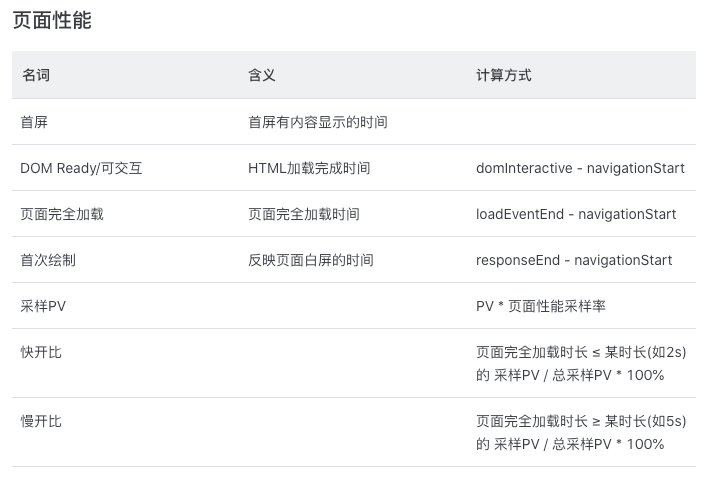 页面性能
名词 含义 计算方式
首屏 首屏有内容显示的时间
DOM Ready/可交互 HTML加载完成时间 domInteractive - navigationStart
页面完全加载 页面完全加载时间 loadEventEnd - navigationStart
首次绘制 反映页面白屏的时间 responseEnd - navigationStart
采样PV PV * 页面性能采样率
快开比 页面完全加载时长 ≤ 某时长(如2s)
的 采样PV / 总采样PV * 100%
慢开比 页面完全加载时长 ≥ 某时长(如5s)
的 采样PV / 总采样PV * 100%